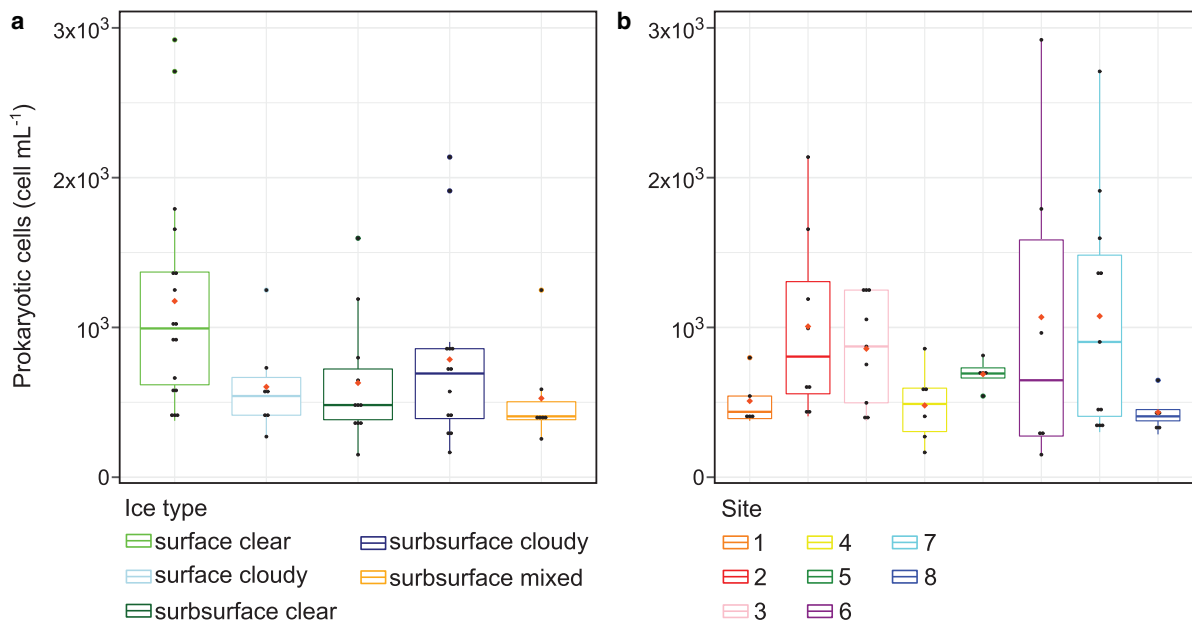 a
b
Prokaryotic cells (cell mL⁻¹)
3x10³
2x10³
10³
0
3x10³
2x10³
10³
0
Ice type
surface clear
surface cloudy
surbsurface clear
surbsurface cloudy
surbsurface mixed
Site
1
2
3
4
5
6
7
8